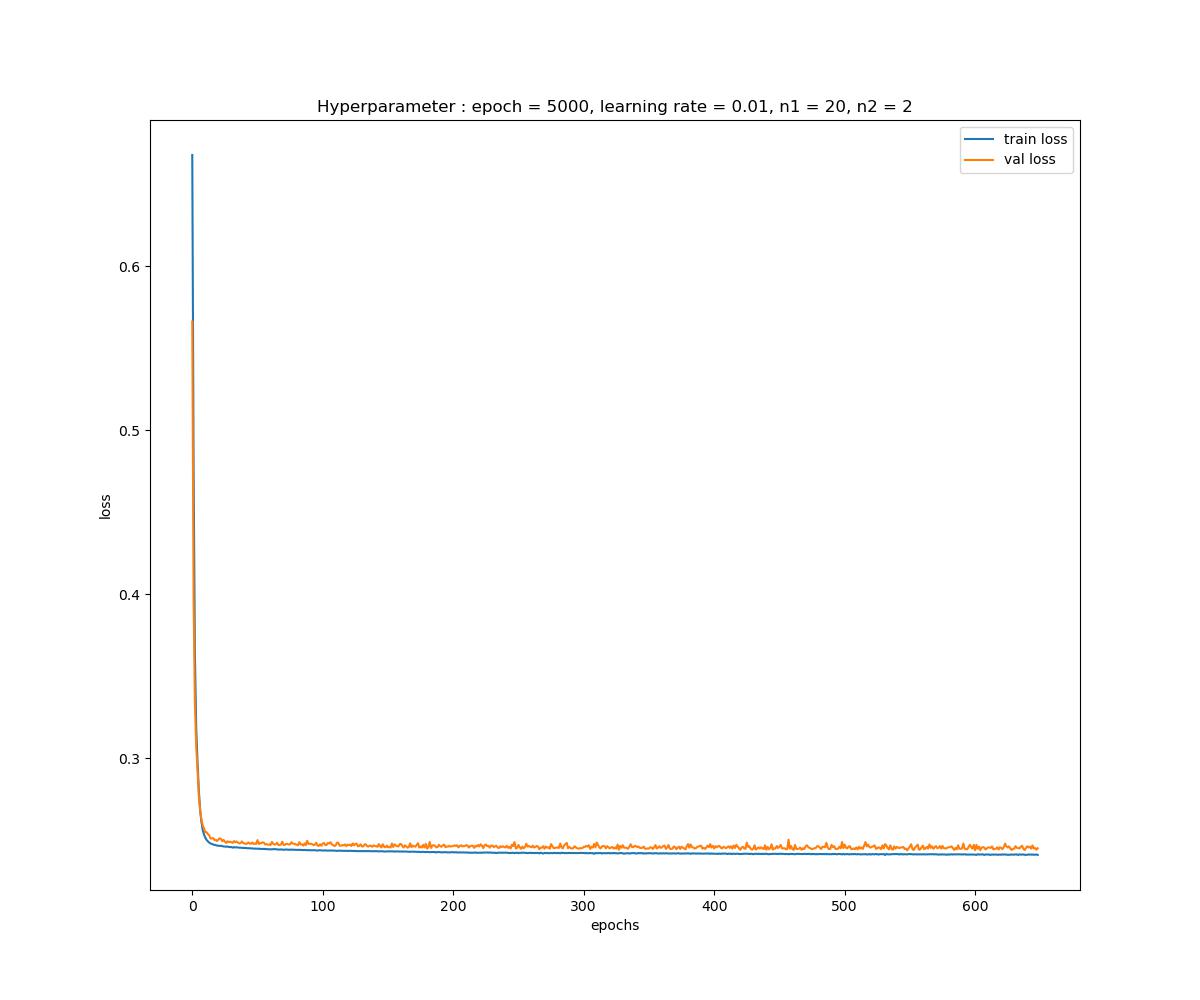 Hyperparameter : epoch = 5000, learning rate = 0.01, n1 = 20, n2 = 2
train loss
val loss
0.6
0.5
loss
0.4
0.3
0 100 200 300 400 500 600
epochs